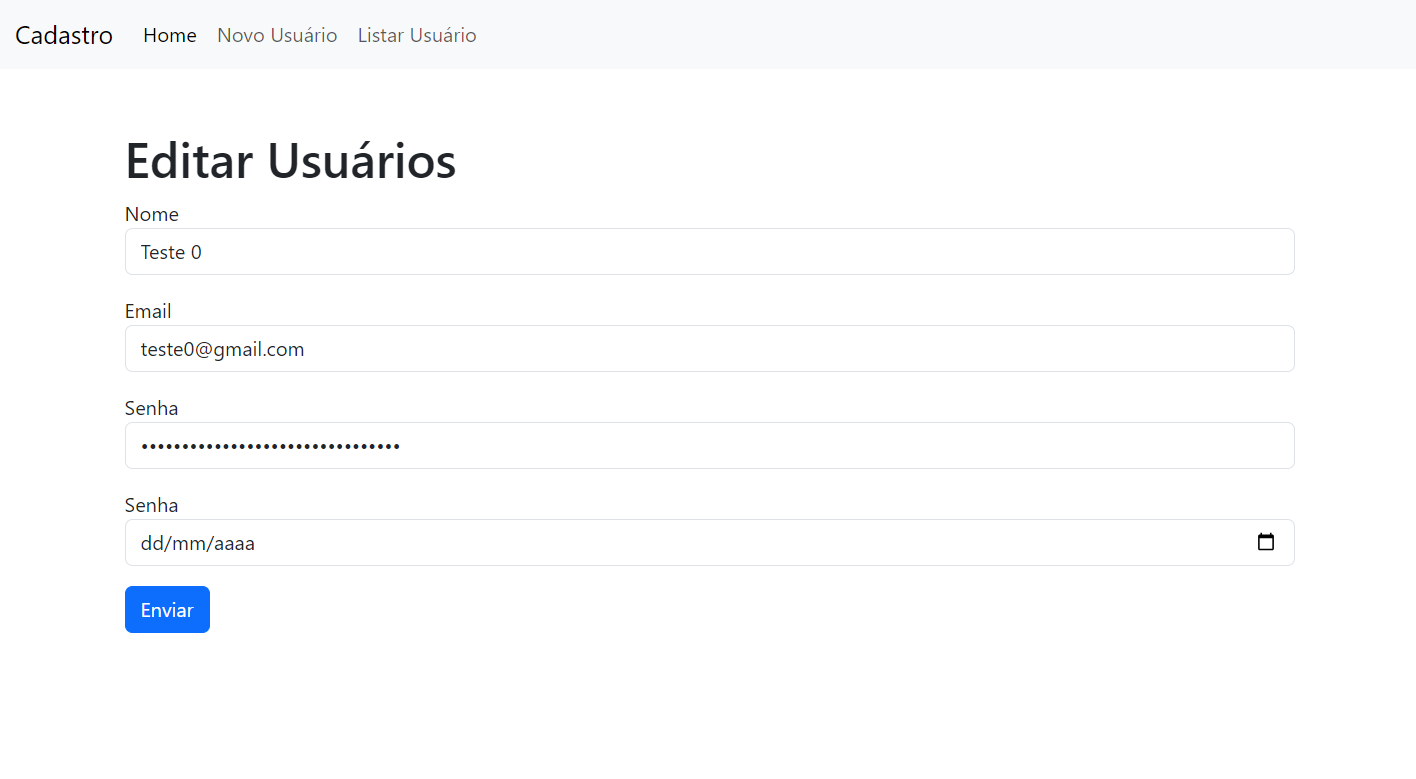 Cadastro Home Novo Usuário Listar Usuário
Editar Usuários
Nome
Teste 0
Email
teste0@gmail.com
Senha
••••••••••••••••••••••••••••••••
Senha
dd/mm/aaaa
Enviar